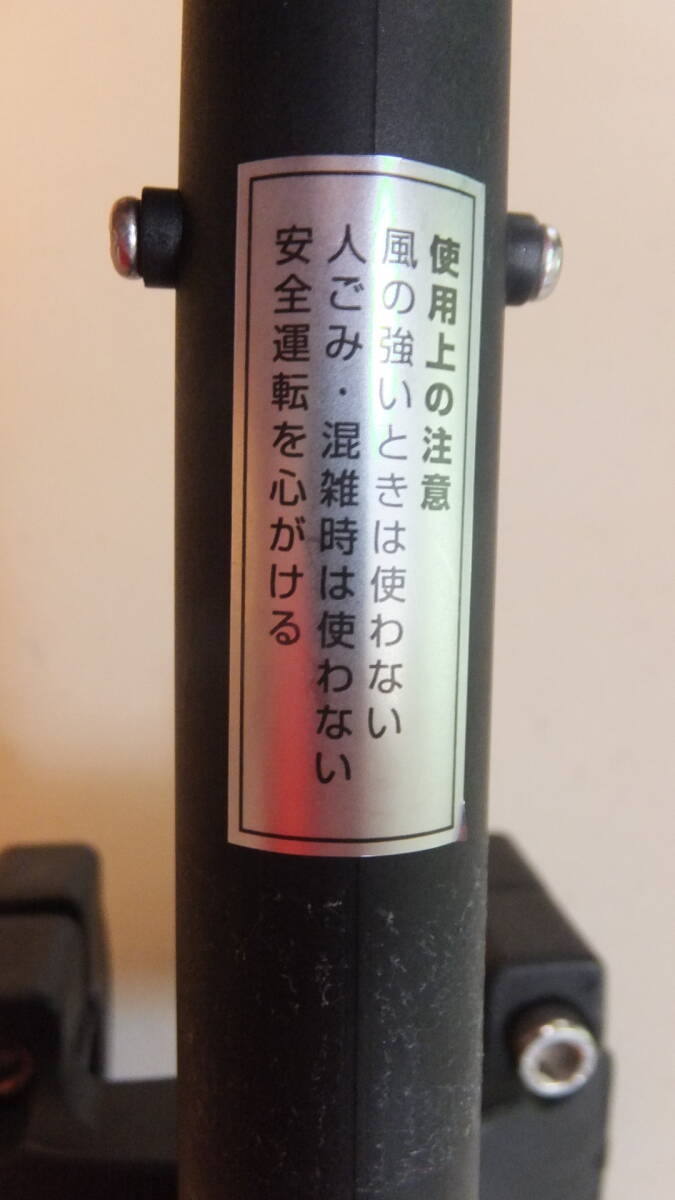 使用上の注意
風の強いときは使わない
人ごみ・混雑時は使わない
安全運転を心がける